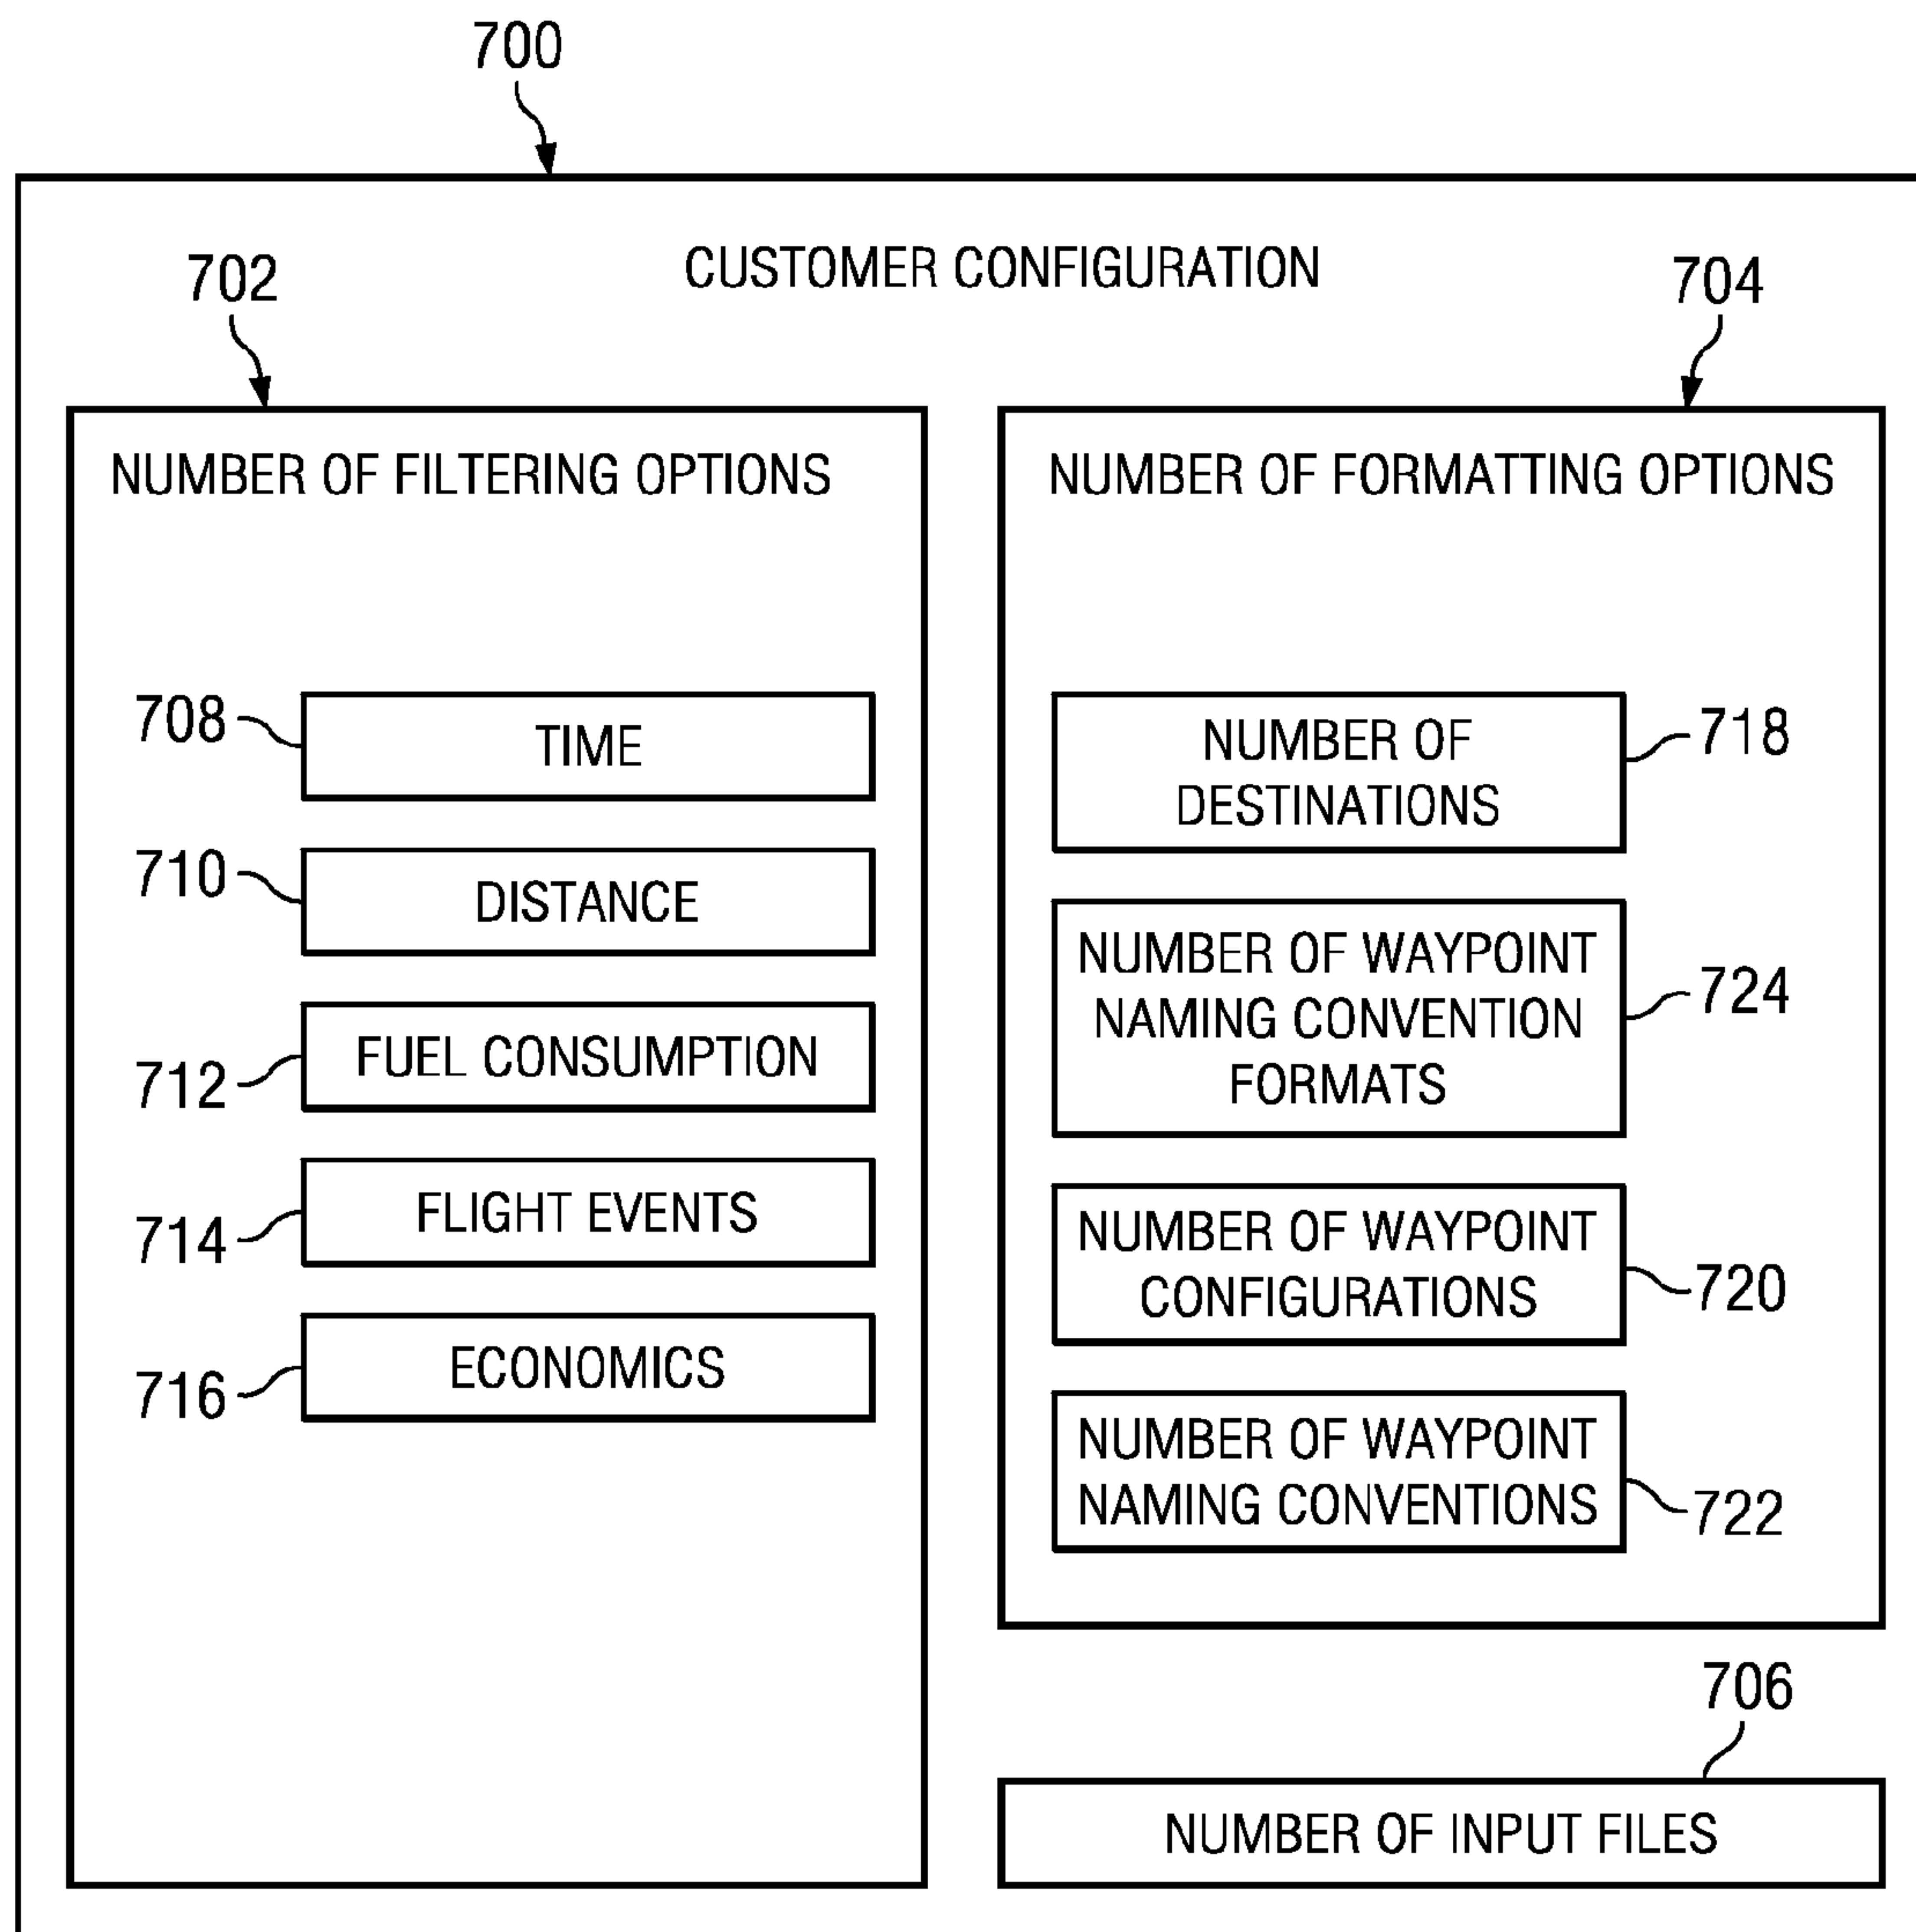 700
CUSTOMER CONFIGURATION
702
704
NUMBER OF FILTERING OPTIONS
708
TIME
710
DISTANCE
712
FUEL CONSUMPTION
714
FLIGHT EVENTS
716
ECONOMICS
NUMBER OF FORMATTING OPTIONS
NUMBER OF
DESTINATIONS
718
NUMBER OF WAYPOINT
NAMING CONVENTION
FORMATS
724
NUMBER OF WAYPOINT
CONFIGURATIONS
720
NUMBER OF WAYPOINT
NAMING CONVENTIONS
722
706
NUMBER OF INPUT FILES